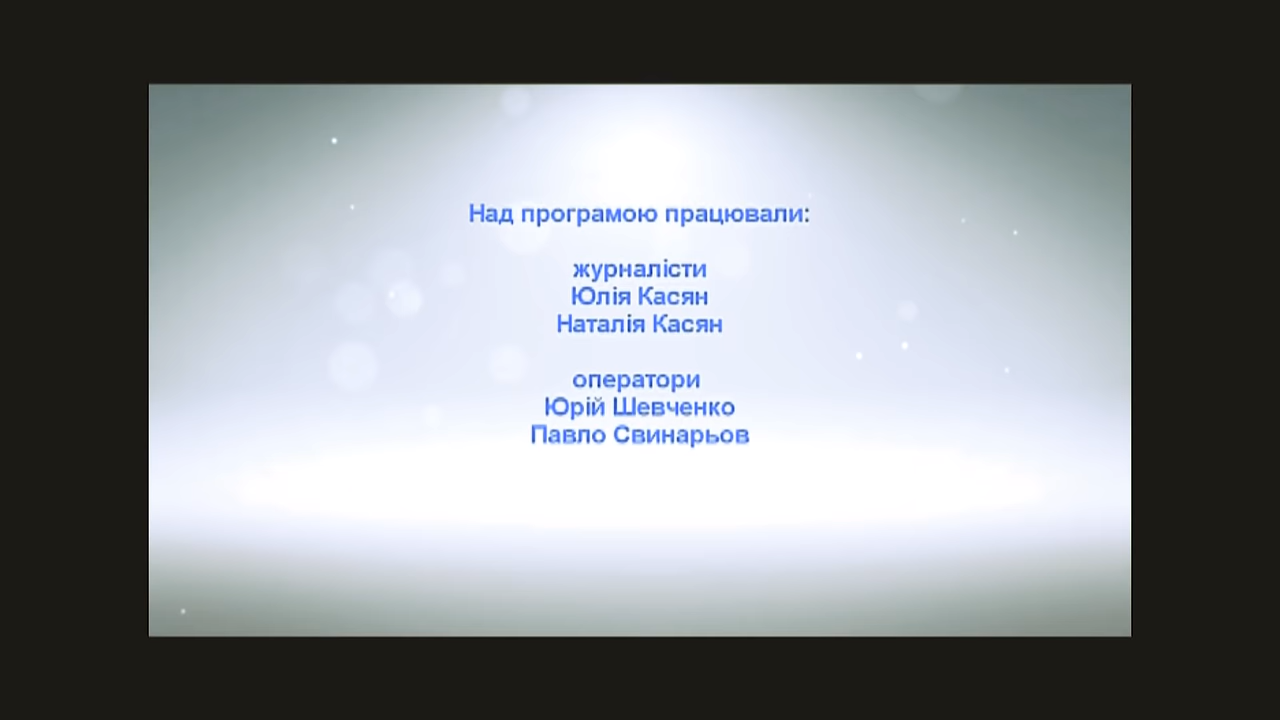 Над програмою працювали:
журналісти
Юлія Касян
Наталія Касян
оператори
Юрій Шевченко
Павло Свинарьов